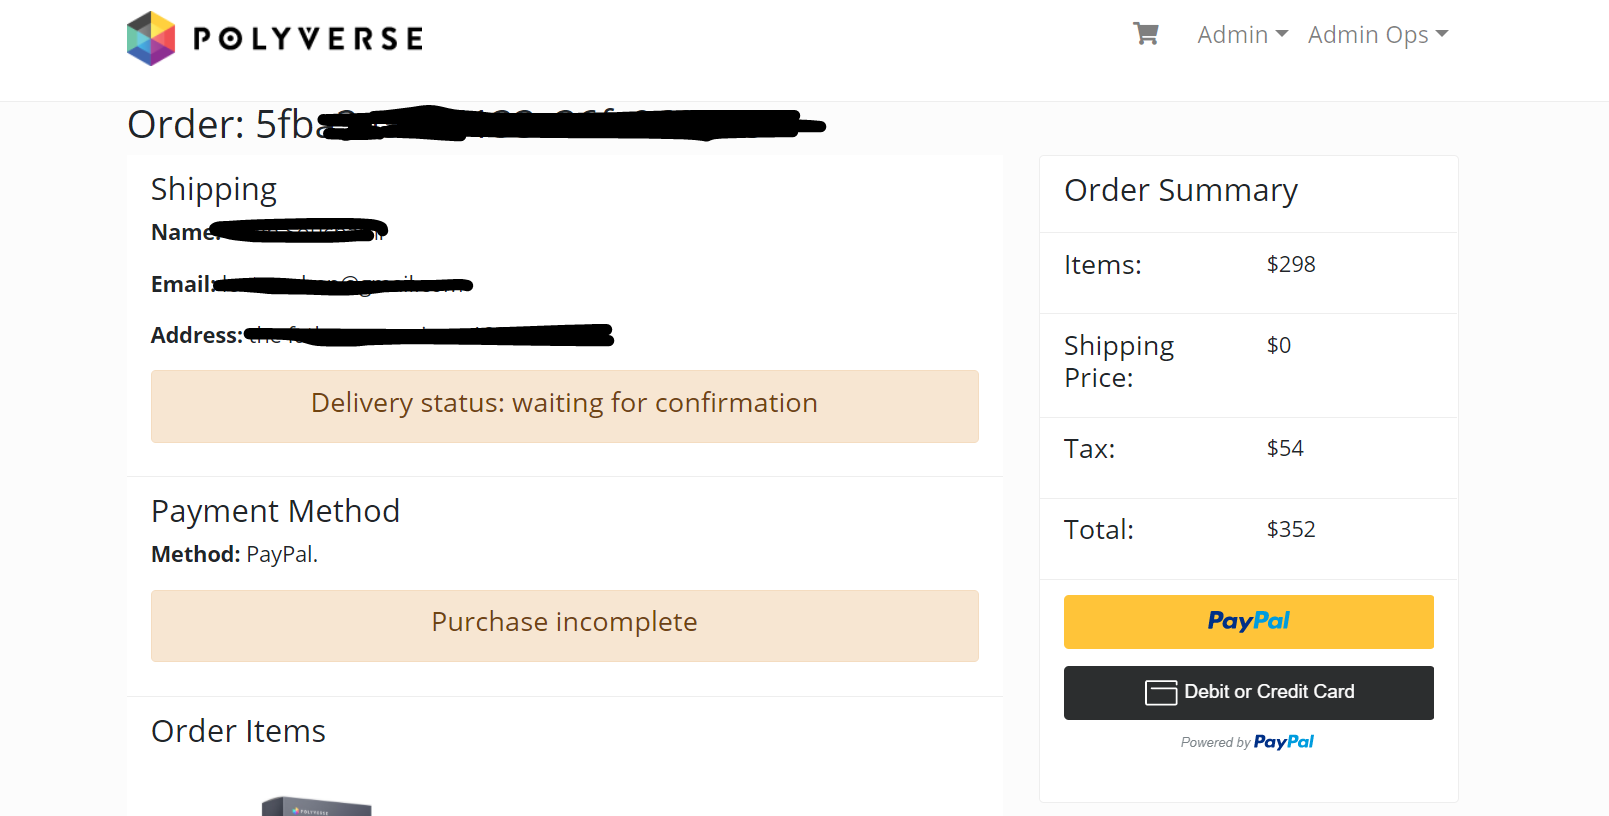 POLYVERSE
Admin
Admin Ops
Order: 5fba
Shipping
Name:
Email:
Address:
Delivery status: waiting for confirmation
Payment Method
Method: PayPal.
Purchase incomplete
Order Items
POLYVERSE
Order Summary
Items: $298
Shipping Price: $0
Tax: $54
Total: $352
PayPal
Debit or Credit Card
Powered by PayPal